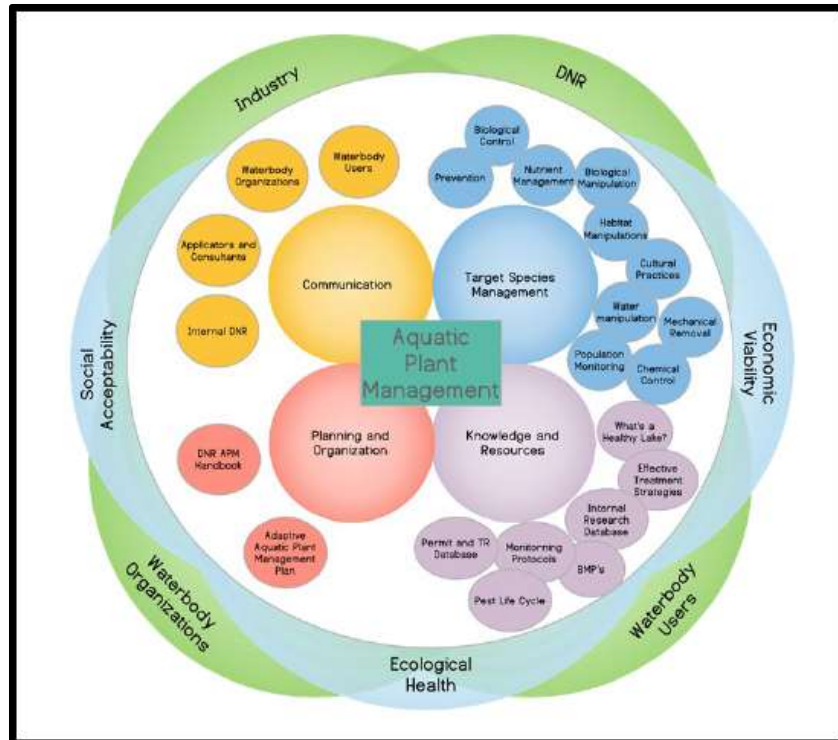 Industry
DNR
Biological
Control
Waterbody
Users
Waterbody
Organizations
Prevention
Nutrient
Management
Biological
Manipulation
Habitat
Manipulations
Applicators and
Consultants
Communication
Target Species
Management
Cultural
Practices
Internal DNR
Water
manipulation
Mechanical
Removal
Population
Monitoring
Chemical
Control
Social
Acceptability
Economic
Viability
Aquatic
Plant
Management
Planning and
Organization
Knowledge and
Resources
What's a
Healthy Lake?
DNR APM
Handbook
Effective
Treatment
Strategies
Internal
Research
Database
Adaptive
Aquatic Plant
Management
Plan
Permit and TR
Database
Monitorning
Protocols
BMP's
Pest Life Cycle
Waterbody
Organizations
Waterbody
Users
Ecological
Health